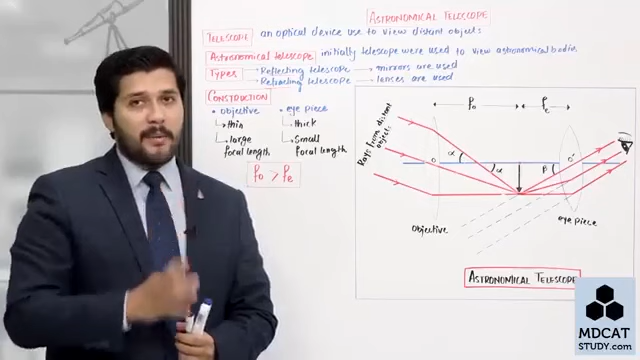 ASTRONOMICAL TELESCOPE
TELESCOPE an optical device use to view distant objects
Astronomical telescope initially telescope were used to view astronomical bodies
Types → Reflecting telescope → mirrors are used
→ Refracting telescope → lenses are used
CONSTRUCTION
• objective • eye piece
↳ thin ↳ thick
↳ large focal length ↳ Small focal length
fo > fe
fo fe
Rays from distant objects
O α α β O'
Objective eye piece
ASTRONOMICAL TELESCOPE
MDCAT
STUDY.com